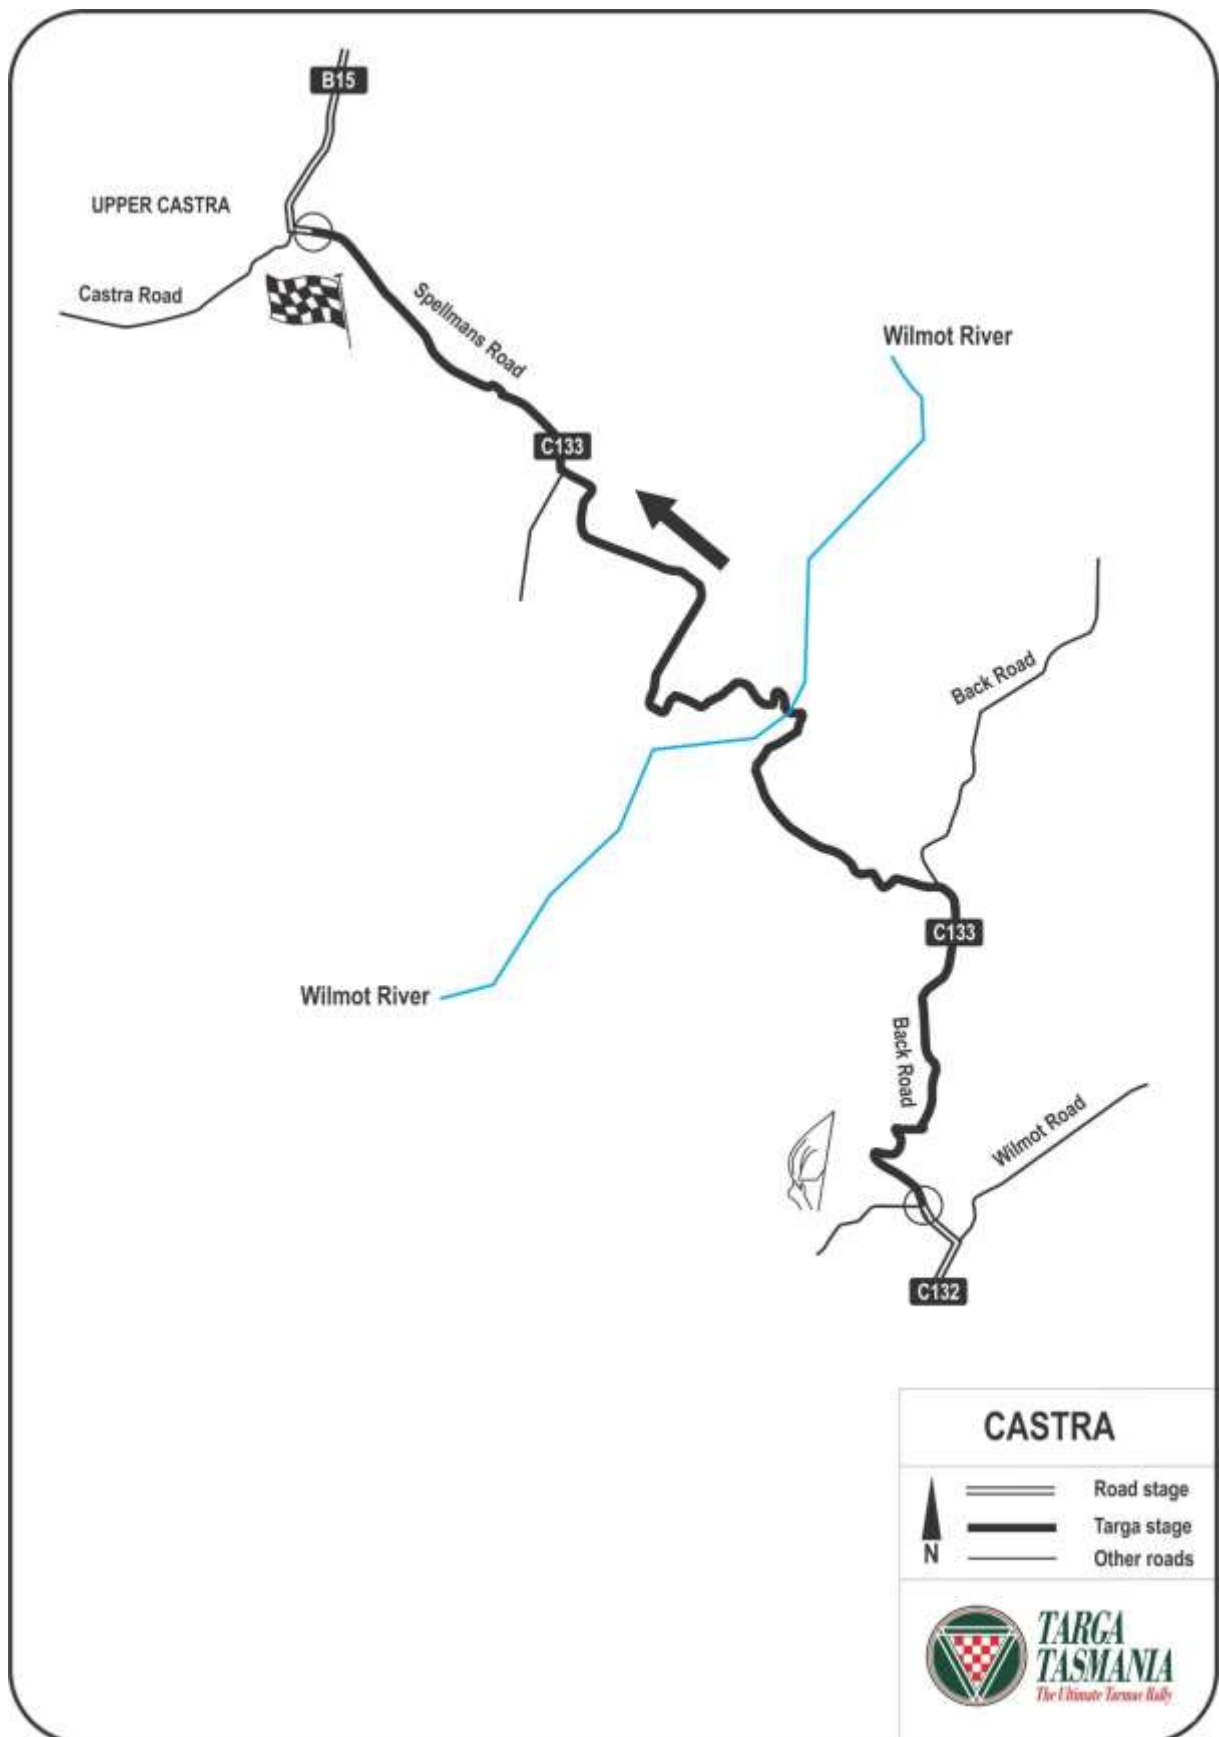 B15
UPPER CASTRA
Castra Road
Spellmans Road
Wilmot River
C133
Back Road
C133
Wilmot River
Back Road
Wilmot Road
C132
CASTRA
Road stage
Targa stage
N
Other roads
TARGA
TASMANIA
The Ultimate Tarmac Rally